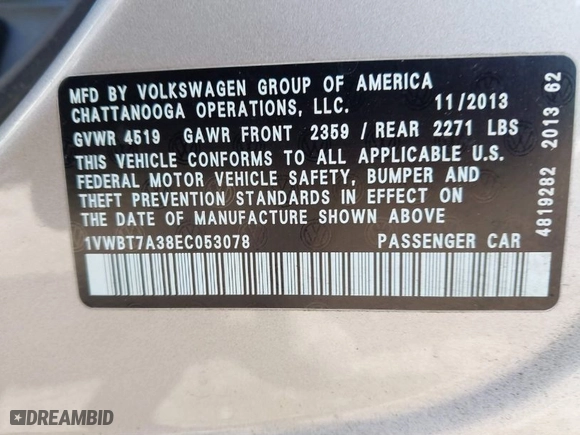 MFD BY VOLKSWAGEN GROUP OF AMERICA
CHATTANOOGA OPERATIONS, LLC. 11/2013
GVWR 4519 GAWR FRONT 2359 / REAR 2271 LBS
THIS VEHICLE CONFORMS TO ALL APPLICABLE U.S.
FEDERAL MOTOR VEHICLE SAFETY, BUMPER AND
THEFT PREVENTION STANDARDS IN EFFECT ON
THE DATE OF MANUFACTURE SHOWN ABOVE
1VWBT7A38EC053078 PASSENGER CAR
4819282 2013 62
DREAMBID